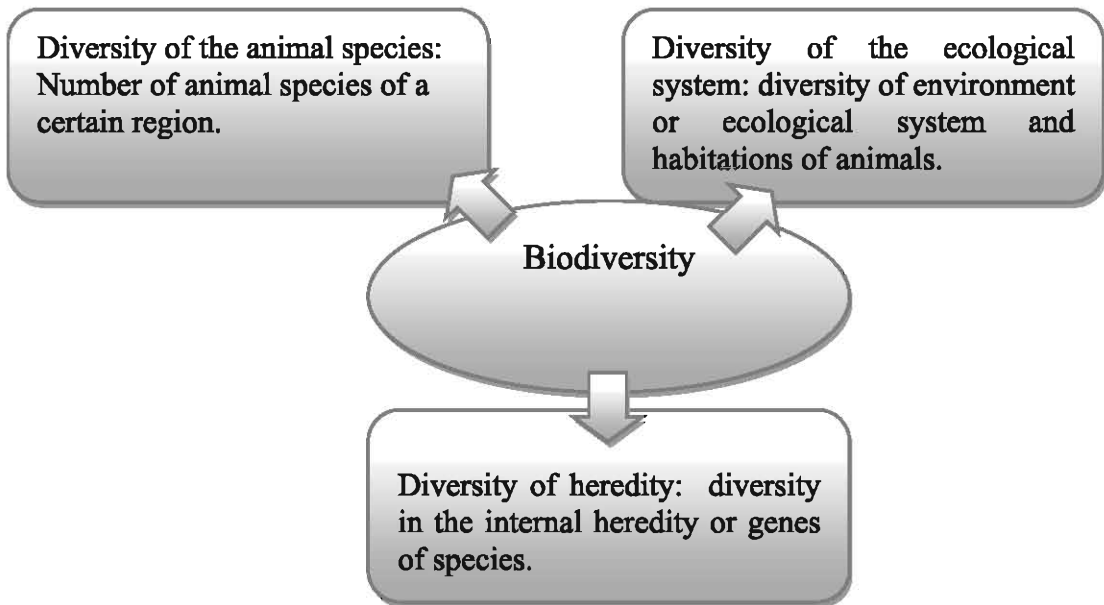 Diversity of the animal species:
Number of animal species of a
certain region.
Diversity of the ecological
system: diversity of environment
or ecological system and
habitations of animals.
Biodiversity
Diversity of heredity: diversity
in the internal heredity or genes
of species.